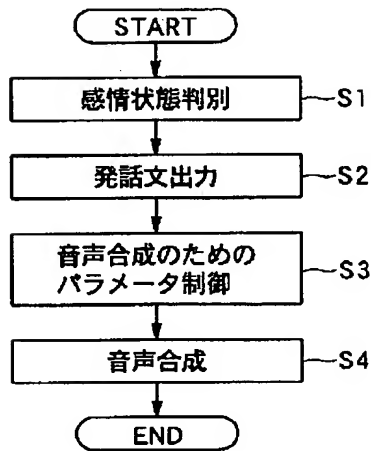 START
感情状態判別
S1
発話文出力
S2
音声合成のための
パラメータ制御
S3
音声合成
S4
END